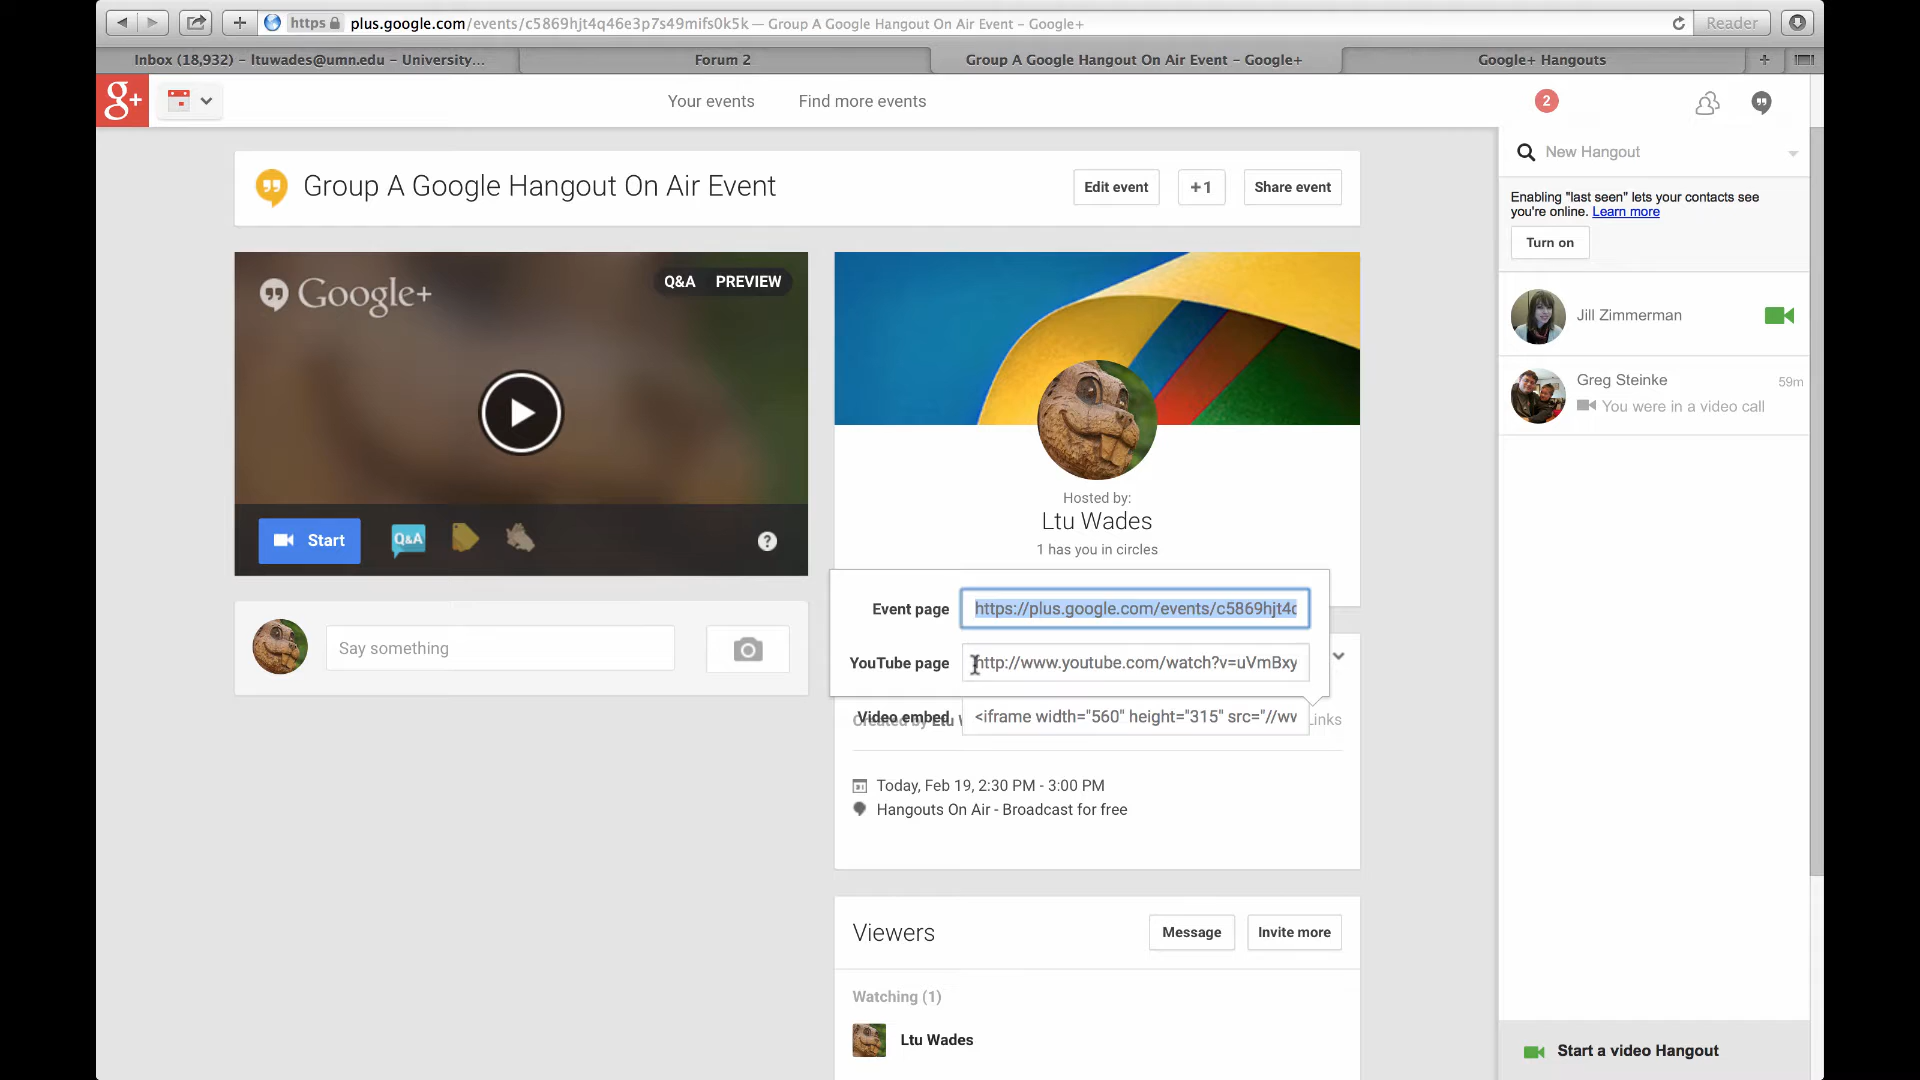 https plus.google.com/events/c5869hjt4q46e3p7s49mifs0k5k — Group A Google Hangout On Air Event – Google+
Reader
Inbox (18,932) – ltuwades@umn.edu – University...
Forum 2
Group A Google Hangout On Air Event – Google+
Google+ Hangouts
g+
Your events
Find more events
2
New Hangout
Group A Google Hangout On Air Event
Edit event
+1
Share event
Enabling "last seen" lets your contacts see
you're online. Learn more
Turn on
Google+
Q&A PREVIEW
Jill Zimmerman
Greg Steinke
59m
You were in a video call
Hosted by:
Ltu Wades
1 has you in circles
Start
Q&A
?
Event page
https://plus.google.com/events/c5869hjt4
Say something
YouTube page
http://www.youtube.com/watch?v=uVmBxy
Video embed
<iframe width="560" height="315" src="//ww
Created by Ltu W
Links
Today, Feb 19, 2:30 PM - 3:00 PM
Hangouts On Air - Broadcast for free
Viewers
Message
Invite more
Watching (1)
Ltu Wades
Start a video Hangout